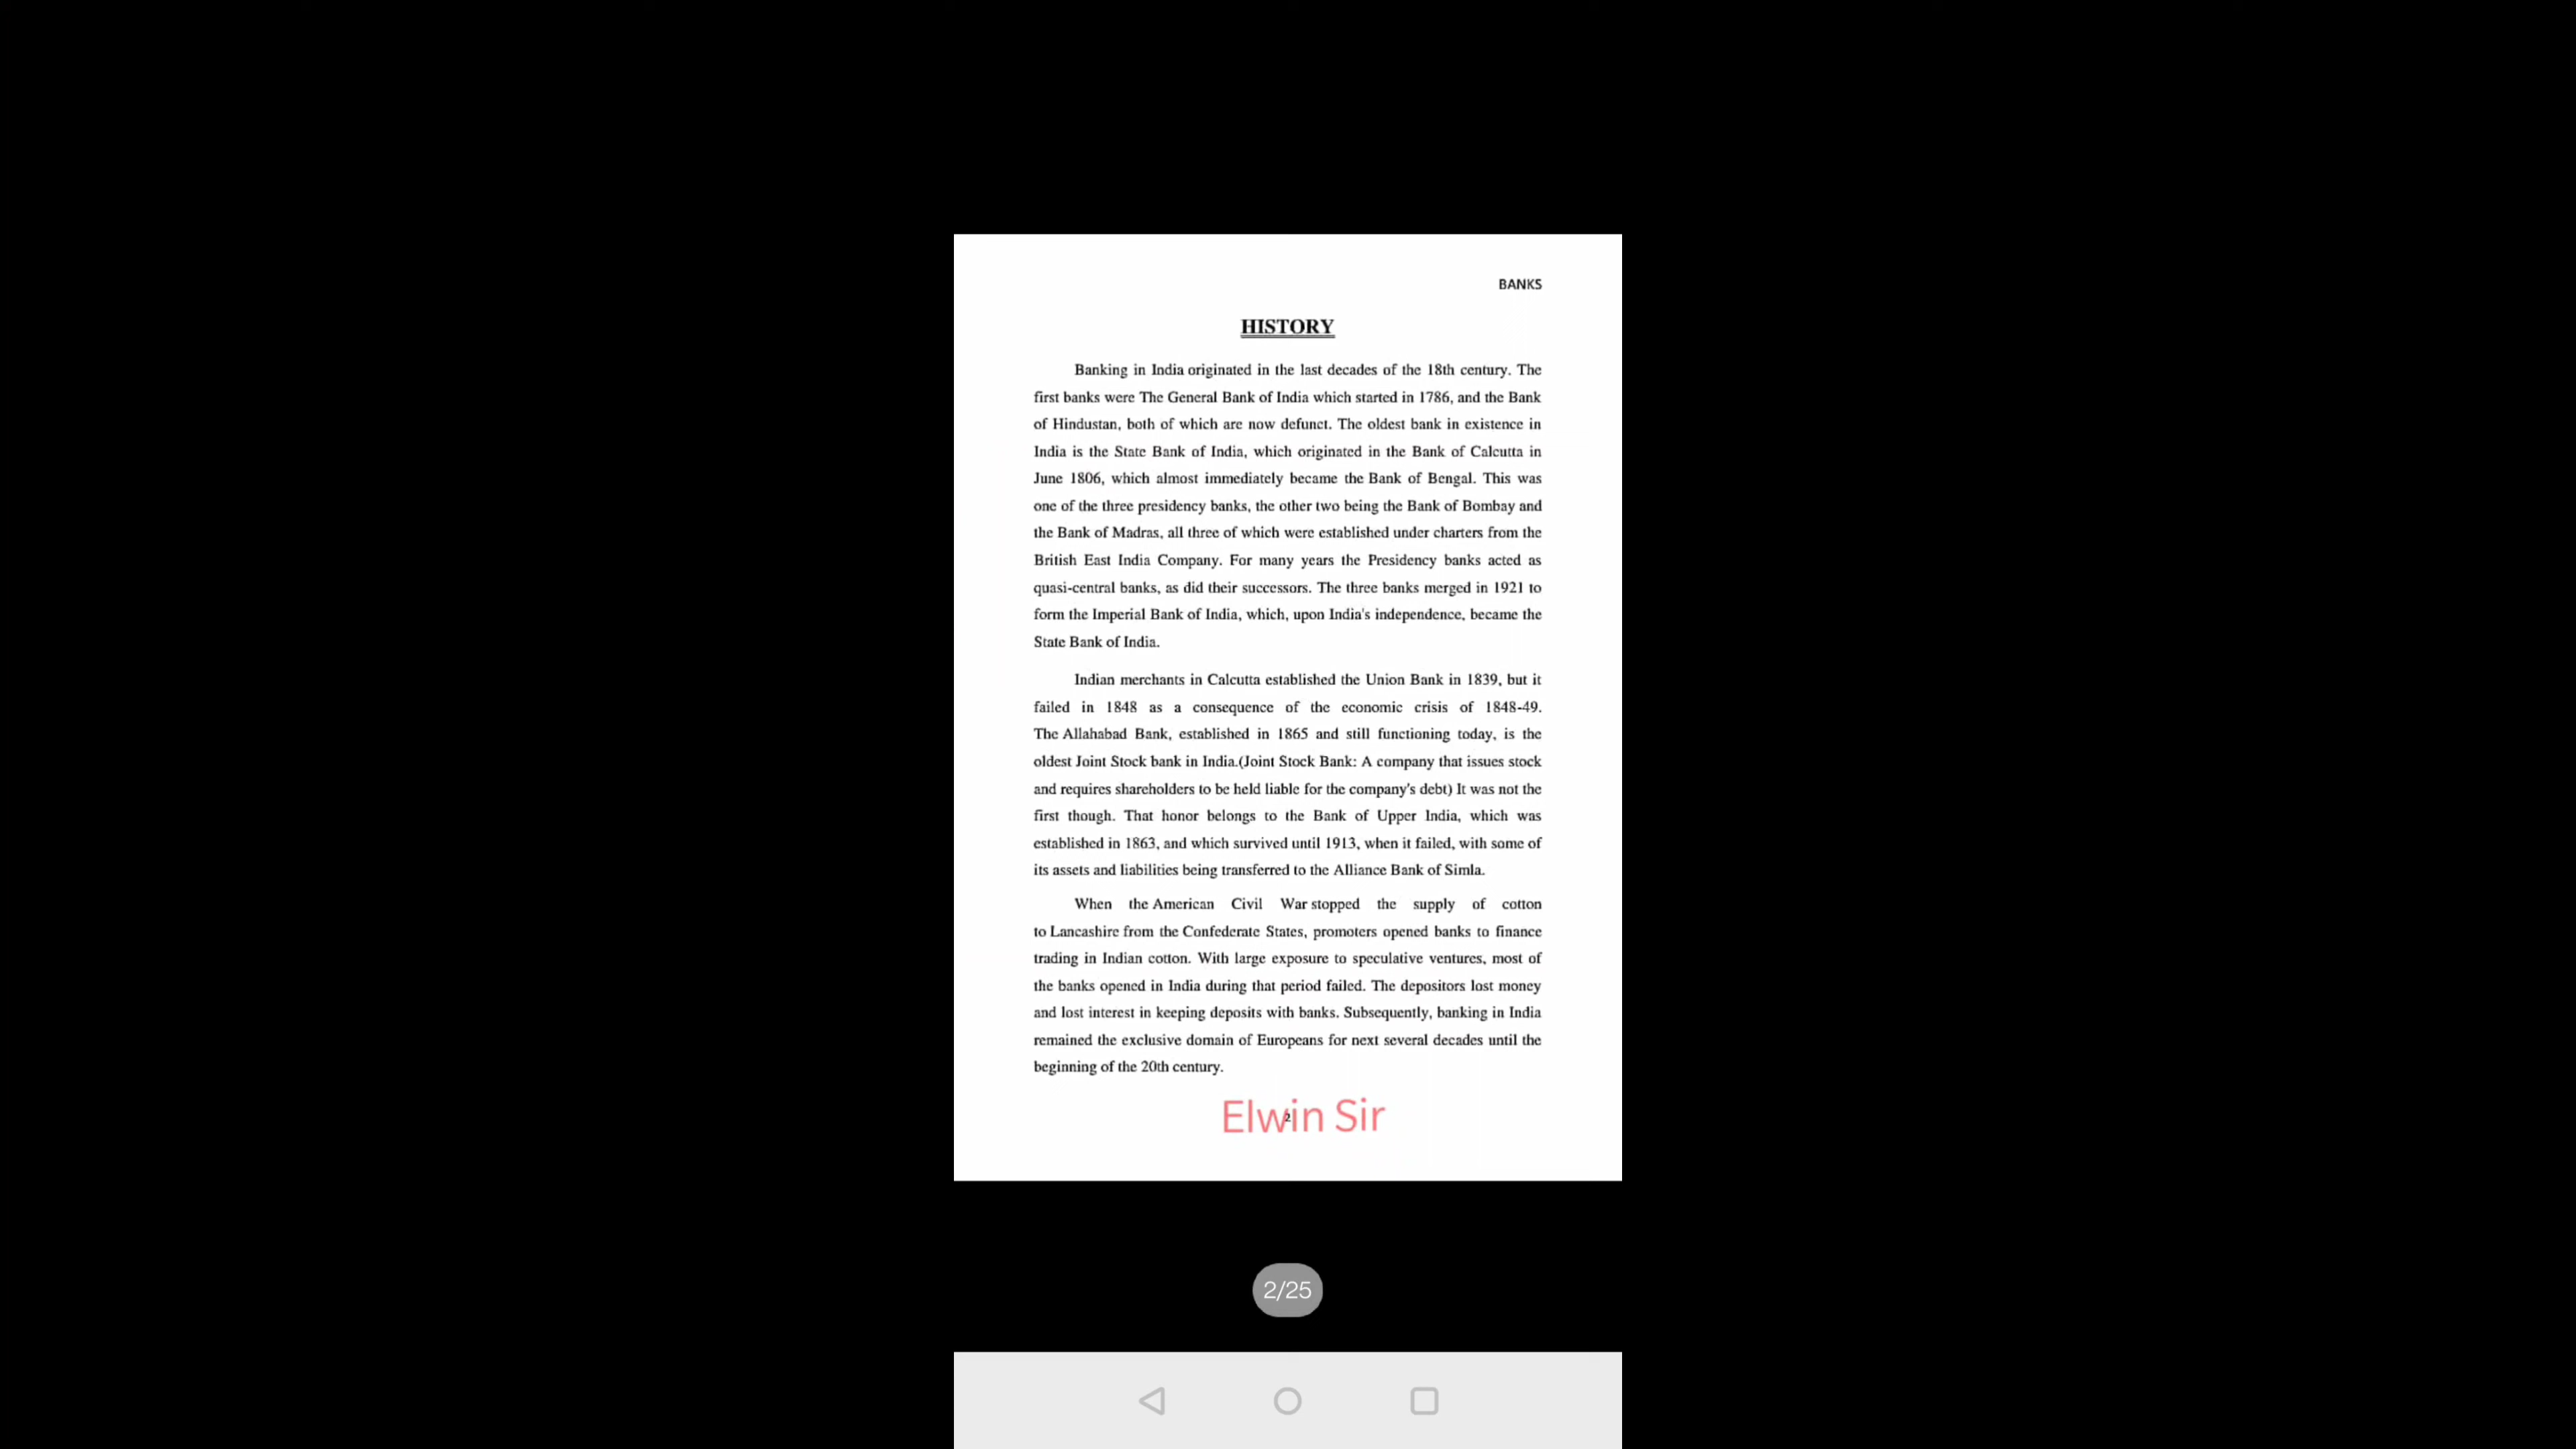 BANKS
HISTORY
Banking in India originated in the last decades of the 18th century. The
first banks were The General Bank of India which started in 1786, and the Bank
of Hindustan, both of which are now defunct. The oldest bank in existence in
India is the State Bank of India, which originated in the Bank of Calcutta in
June 1806, which almost immediately became the Bank of Bengal. This was
one of the three presidency banks, the other two being the Bank of Bombay and
the Bank of Madras, all three of which were established under charters from the
British East India Company. For many years the Presidency banks acted as
quasi-central banks, as did their successors. The three banks merged in 1921 to
form the Imperial Bank of India, which, upon India's independence, became the
State Bank of India.
Indian merchants in Calcutta established the Union Bank in 1839, but it
failed in 1848 as a consequence of the economic crisis of 1848-49.
The Allahabad Bank, established in 1865 and still functioning today, is the
oldest Joint Stock bank in India.(Joint Stock Bank: A company that issues stock
and requires shareholders to be held liable for the company's debt) It was not the
first though. That honor belongs to the Bank of Upper India, which was
established in 1863, and which survived until 1913, when it failed, with some of
its assets and liabilities being transferred to the Alliance Bank of Simla.
When the American Civil War stopped the supply of cotton
to Lancashire from the Confederate States, promoters opened banks to finance
trading in Indian cotton. With large exposure to speculative ventures, most of
the banks opened in India during that period failed. The depositors lost money
and lost interest in keeping deposits with banks. Subsequently, banking in India
remained the exclusive domain of Europeans for next several decades until the
beginning of the 20th century.
Elwin Sir
2
2/25